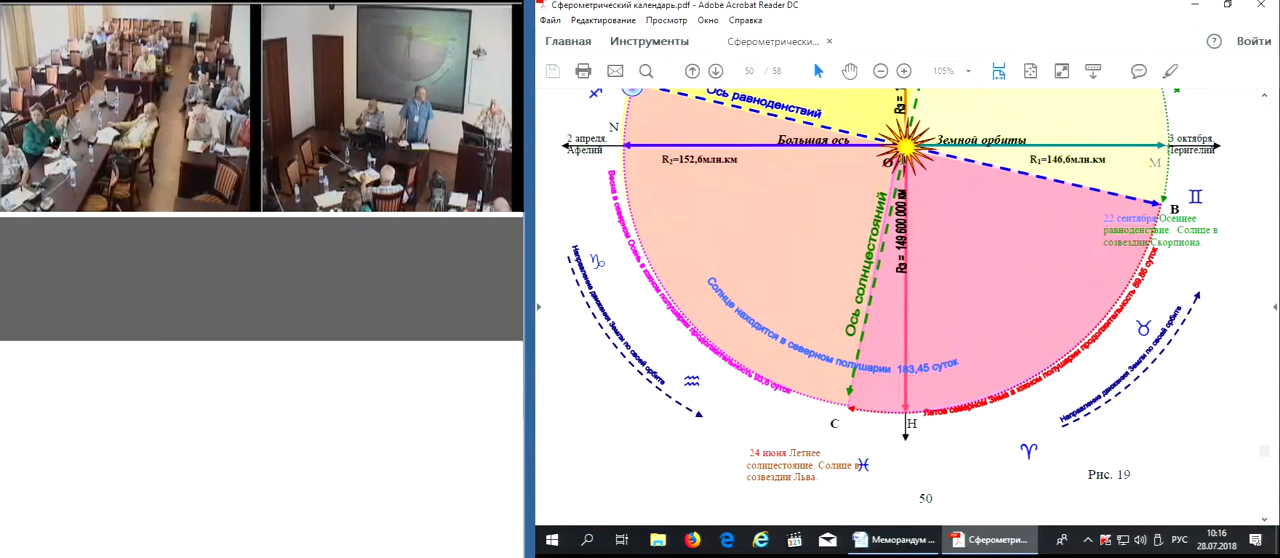 Сферометрический календарь.pdf - Adobe Acrobat Reader DC
Файл Редактирование Просмотр Окно Справка
Главная Инструменты Сферометрически... × Войти
50 / 58 105%
Ось равноденствий
N
2 апреля.
Афелий
Большая ось Земной орбиты
3 октября.
Перигелий
R₂=152,6млн.км
O
R₁=146,6млн.км
M
B
22 сентября Осеннее
равноденствие. Солнце в
созвездии Скорпиона.
Ось солнцестояний
R₃ = 149 600 000 км
Солнце находится в северном полушарии 183,45 суток
Направление движения Земли по своей орбите
Направление движения Земли по своей орбите
C
H
24 июня Летнее
солнцестояние. Солнце в
созвездии Льва.
Рис. 19
50
Меморандум ...
Сферометри...
РУС
10:16
28.07.2018